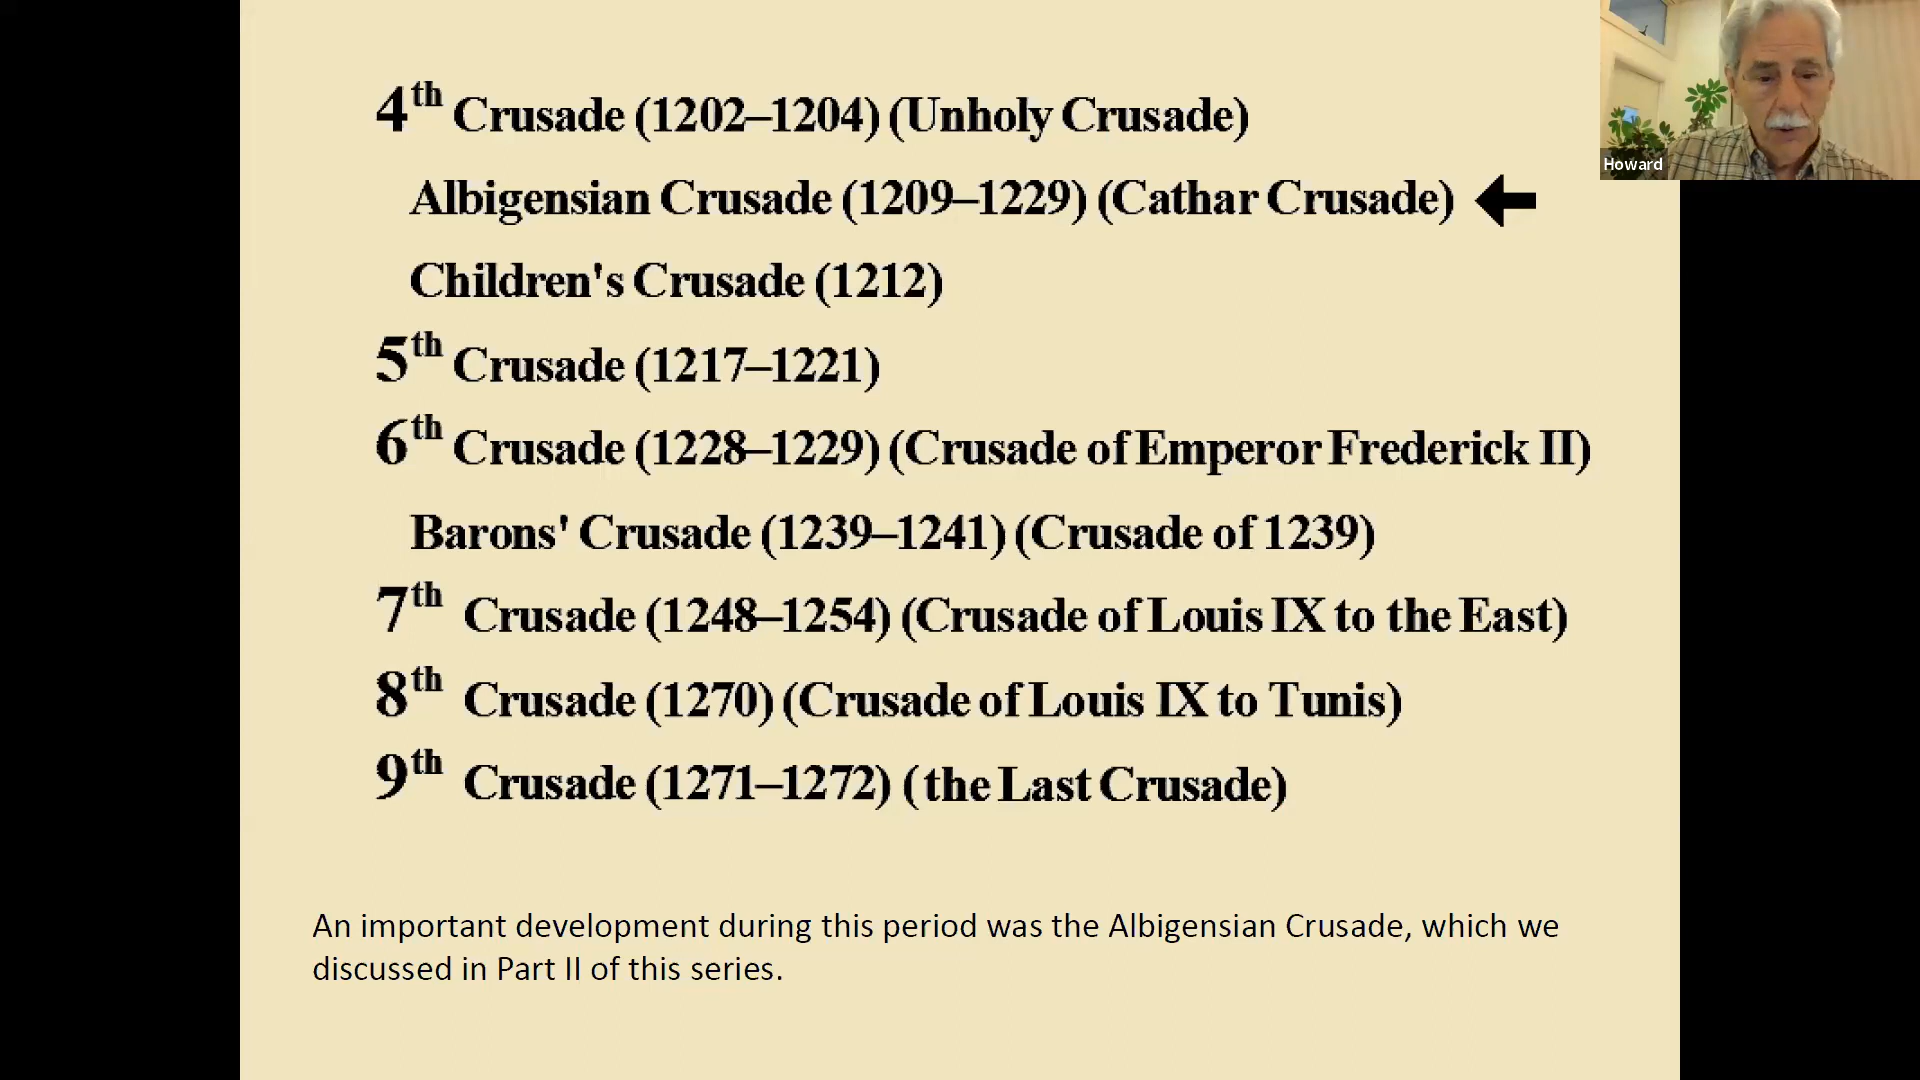 4th Crusade (1202–1204) (Unholy Crusade)
Albigensian Crusade (1209–1229) (Cathar Crusade)
Children's Crusade (1212)
5th Crusade (1217–1221)
6th Crusade (1228–1229) (Crusade of Emperor Frederick II)
Barons' Crusade (1239–1241) (Crusade of 1239)
7th Crusade (1248–1254) (Crusade of Louis IX to the East)
8th Crusade (1270) (Crusade of Louis IX to Tunis)
9th Crusade (1271–1272) (the Last Crusade)
An important development during this period was the Albigensian Crusade, which we
discussed in Part II of this series.
Howard